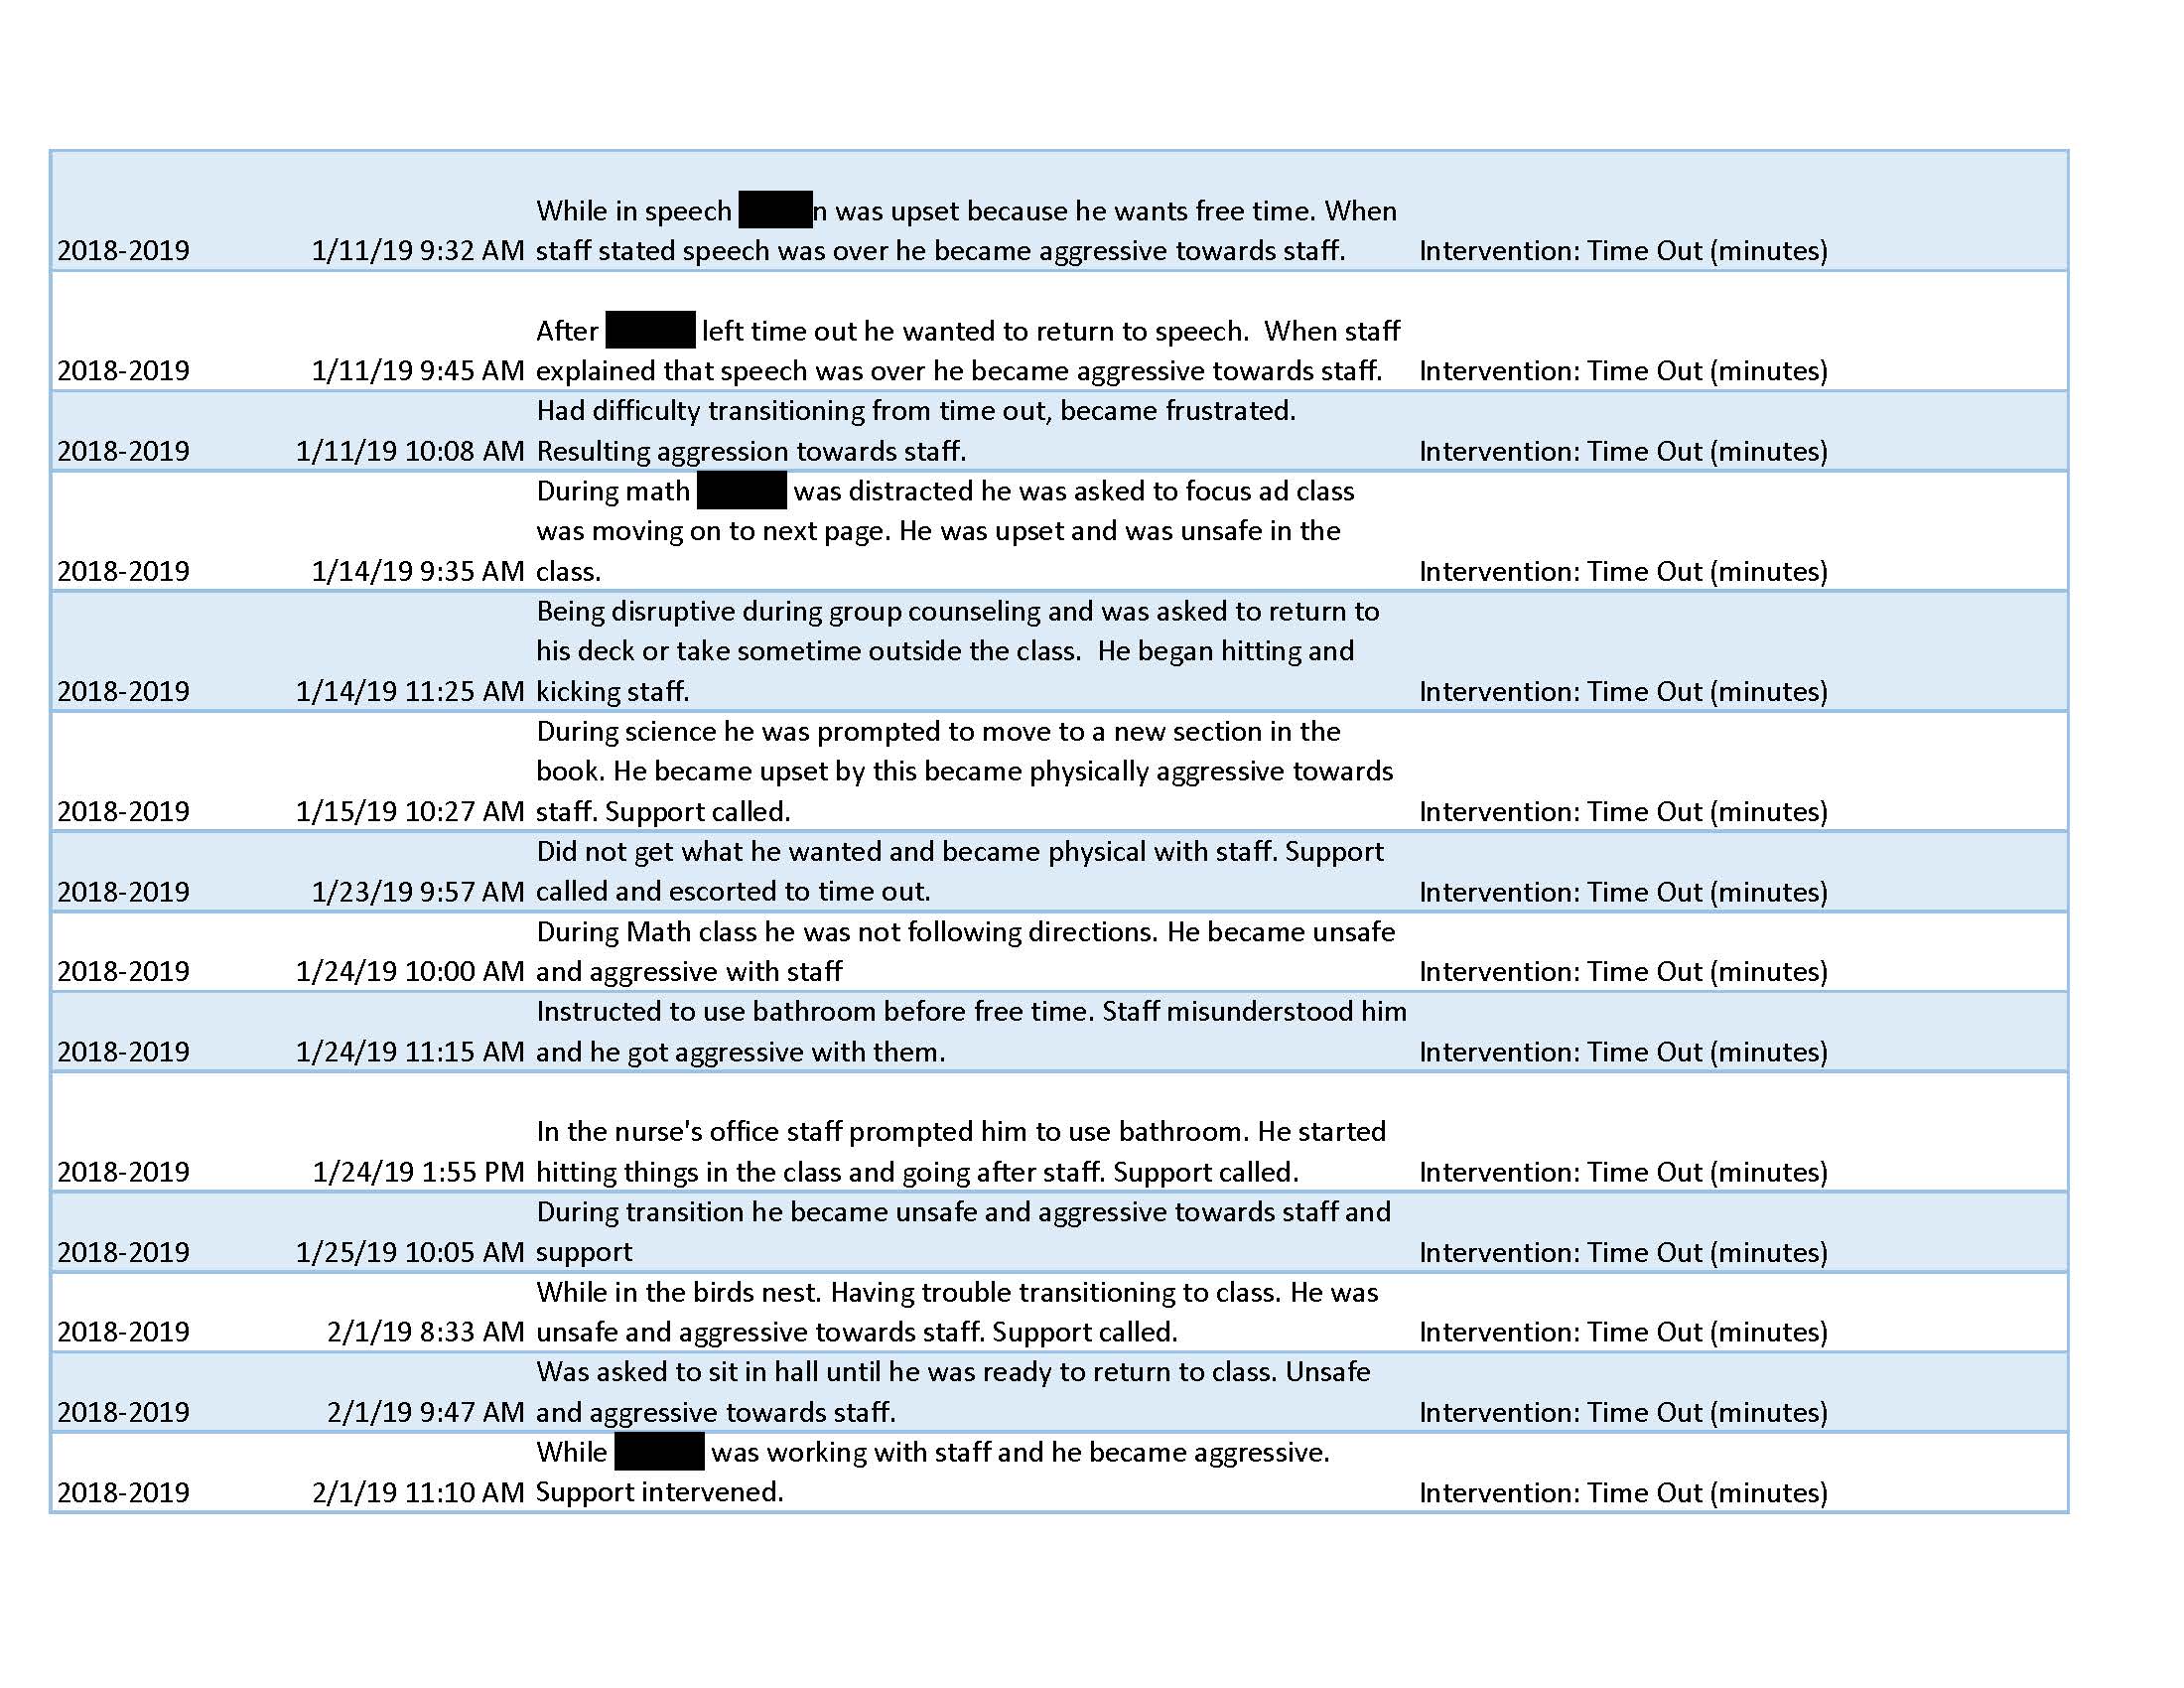 While in speech n was upset because he wants free time. When
2018-2019 1/11/19 9:32 AM staff stated speech was over he became aggressive towards staff. Intervention: Time Out (minutes)
After left time out he wanted to return to speech.  When staff
2018-2019 1/11/19 9:45 AM explained that speech was over he became aggressive towards staff. Intervention: Time Out (minutes)
Had difficulty transitioning from time out, became frustrated.
2018-2019 1/11/19 10:08 AM Resulting aggression towards staff. Intervention: Time Out (minutes)
During math was distracted he was asked to focus ad class
was moving on to next page. He was upset and was unsafe in the
2018-2019 1/14/19 9:35 AM class. Intervention: Time Out (minutes)
Being disruptive during group counseling and was asked to return to
his deck or take sometime outside the class.  He began hitting and
2018-2019 1/14/19 11:25 AM kicking staff. Intervention: Time Out (minutes)
During science he was prompted to move to a new section in the
book. He became upset by this became physically aggressive towards
2018-2019 1/15/19 10:27 AM staff. Support called. Intervention: Time Out (minutes)
Did not get what he wanted and became physical with staff. Support
2018-2019 1/23/19 9:57 AM called and escorted to time out. Intervention: Time Out (minutes)
During Math class he was not following directions. He became unsafe
2018-2019 1/24/19 10:00 AM and aggressive with staff Intervention: Time Out (minutes)
Instructed to use bathroom before free time. Staff misunderstood him
2018-2019 1/24/19 11:15 AM and he got aggressive with them. Intervention: Time Out (minutes)
In the nurse's office staff prompted him to use bathroom. He started
2018-2019 1/24/19 1:55 PM hitting things in the class and going after staff. Support called. Intervention: Time Out (minutes)
During transition he became unsafe and aggressive towards staff and
2018-2019 1/25/19 10:05 AM support Intervention: Time Out (minutes)
While in the birds nest. Having trouble transitioning to class. He was
2018-2019 2/1/19 8:33 AM unsafe and aggressive towards staff. Support called. Intervention: Time Out (minutes)
Was asked to sit in hall until he was ready to return to class. Unsafe
2018-2019 2/1/19 9:47 AM and aggressive towards staff. Intervention: Time Out (minutes)
While was working with staff and he became aggressive.
2018-2019 2/1/19 11:10 AM Support intervened. Intervention: Time Out (minutes)